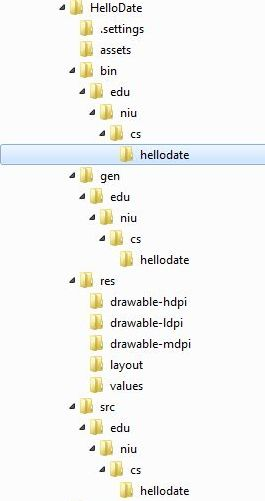 HelloDate
.settings
assets
bin
edu
niu
cs
hellodate
gen
edu
niu
cs
hellodate
res
drawable-hdpi
drawable-ldpi
drawable-mdpi
layout
values
src
edu
niu
cs
hellodate